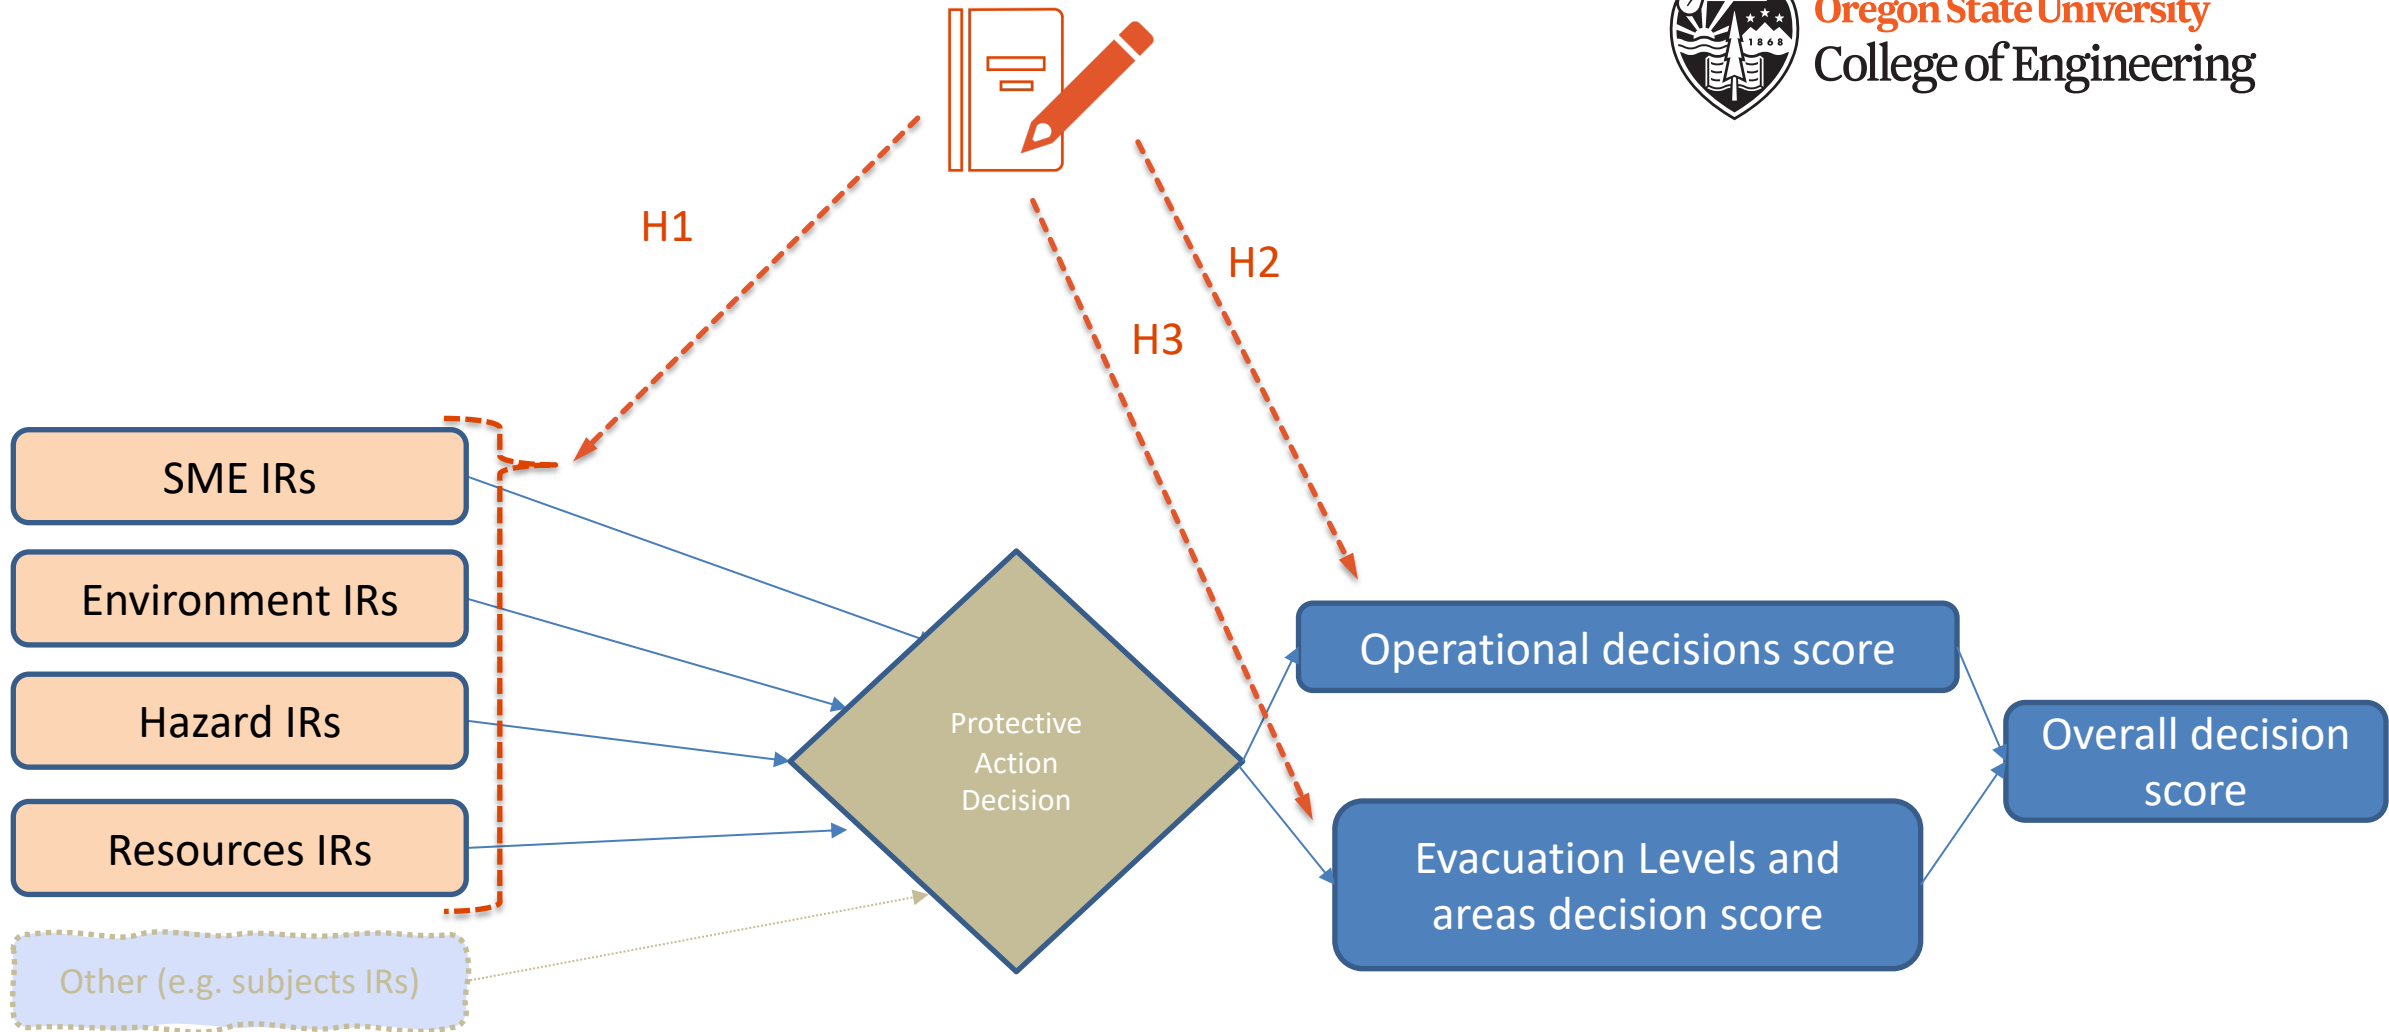 Oregon State University
College of Engineering
1868
H1
H2
H3
SME IRs
Environment IRs
Hazard IRs
Resources IRs
Other (e.g. subjects IRs)
Protective
Action
Decision
Operational decisions score
Evacuation Levels and
areas decision score
Overall decision
score